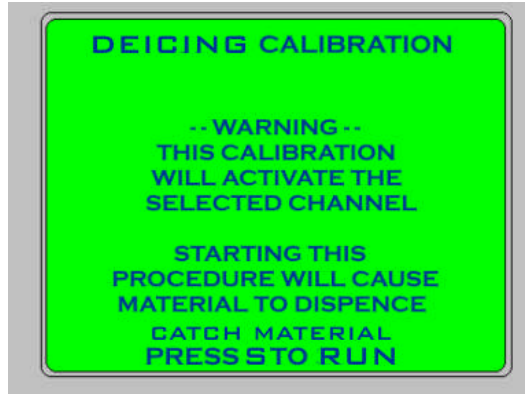 DEICING CALIBRATION
-- WARNING --
THIS CALIBRATION
WILL ACTIVATE THE
SELECTED CHANNEL
STARTING THIS
PROCEDURE WILL CAUSE
MATERIAL TO DISPENCE
CATCH MATERIAL
PRESS S TO RUN